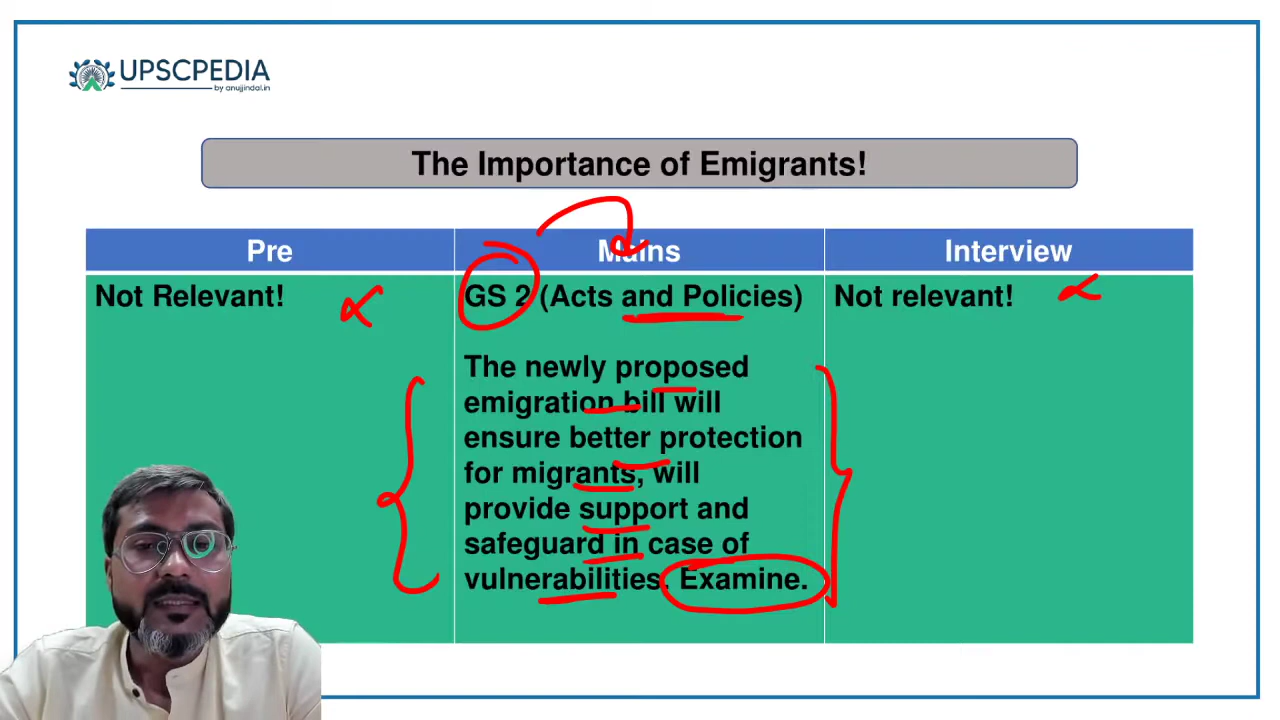 UPSCPEDIA
by anujjindal.in
The Importance of Emigrants!
Pre
Mains
Interview
Not Relevant!
GS 2 (Acts and Policies)
The newly proposed
emigration bill will
ensure better protection
for migrants, will
provide support and
safeguard in case of
vulnerabilities. Examine.
Not relevant!